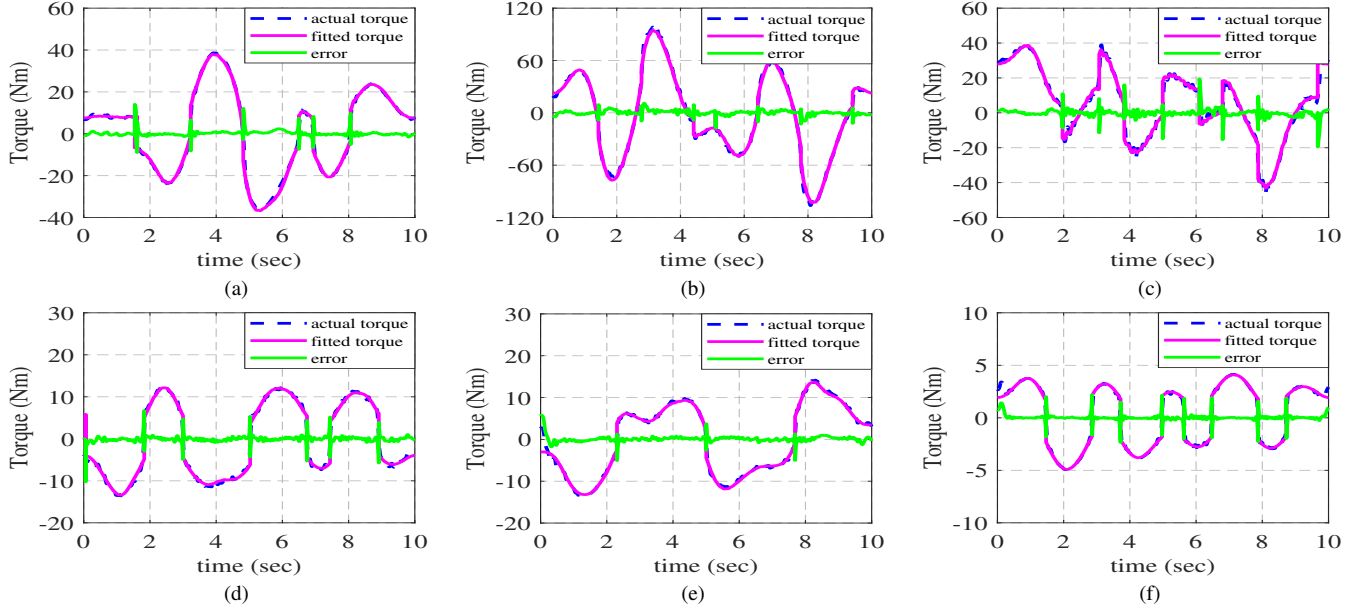 60
40
20
0
-20
-40
Torque (Nm)
0 2 4 6 8 10
time (sec)
actual torque
fitted torque
error
(a)
120
60
0
-60
-120
Torque (Nm)
0 2 4 6 8 10
time (sec)
actual torque
fitted torque
error
(b)
60
40
20
0
-20
-40
-60
Torque (Nm)
0 2 4 6 8 10
time (sec)
actual torque
fitted torque
error
(c)
30
20
10
0
-10
-20
Torque (Nm)
0 2 4 6 8 10
time (sec)
actual torque
fitted torque
error
(d)
30
20
10
0
-10
-20
Torque (Nm)
0 2 4 6 8 10
time (sec)
actual torque
fitted torque
error
(e)
10
5
0
-5
-10
Torque (Nm)
0 2 4 6 8 10
time (sec)
actual torque
fitted torque
error
(f)